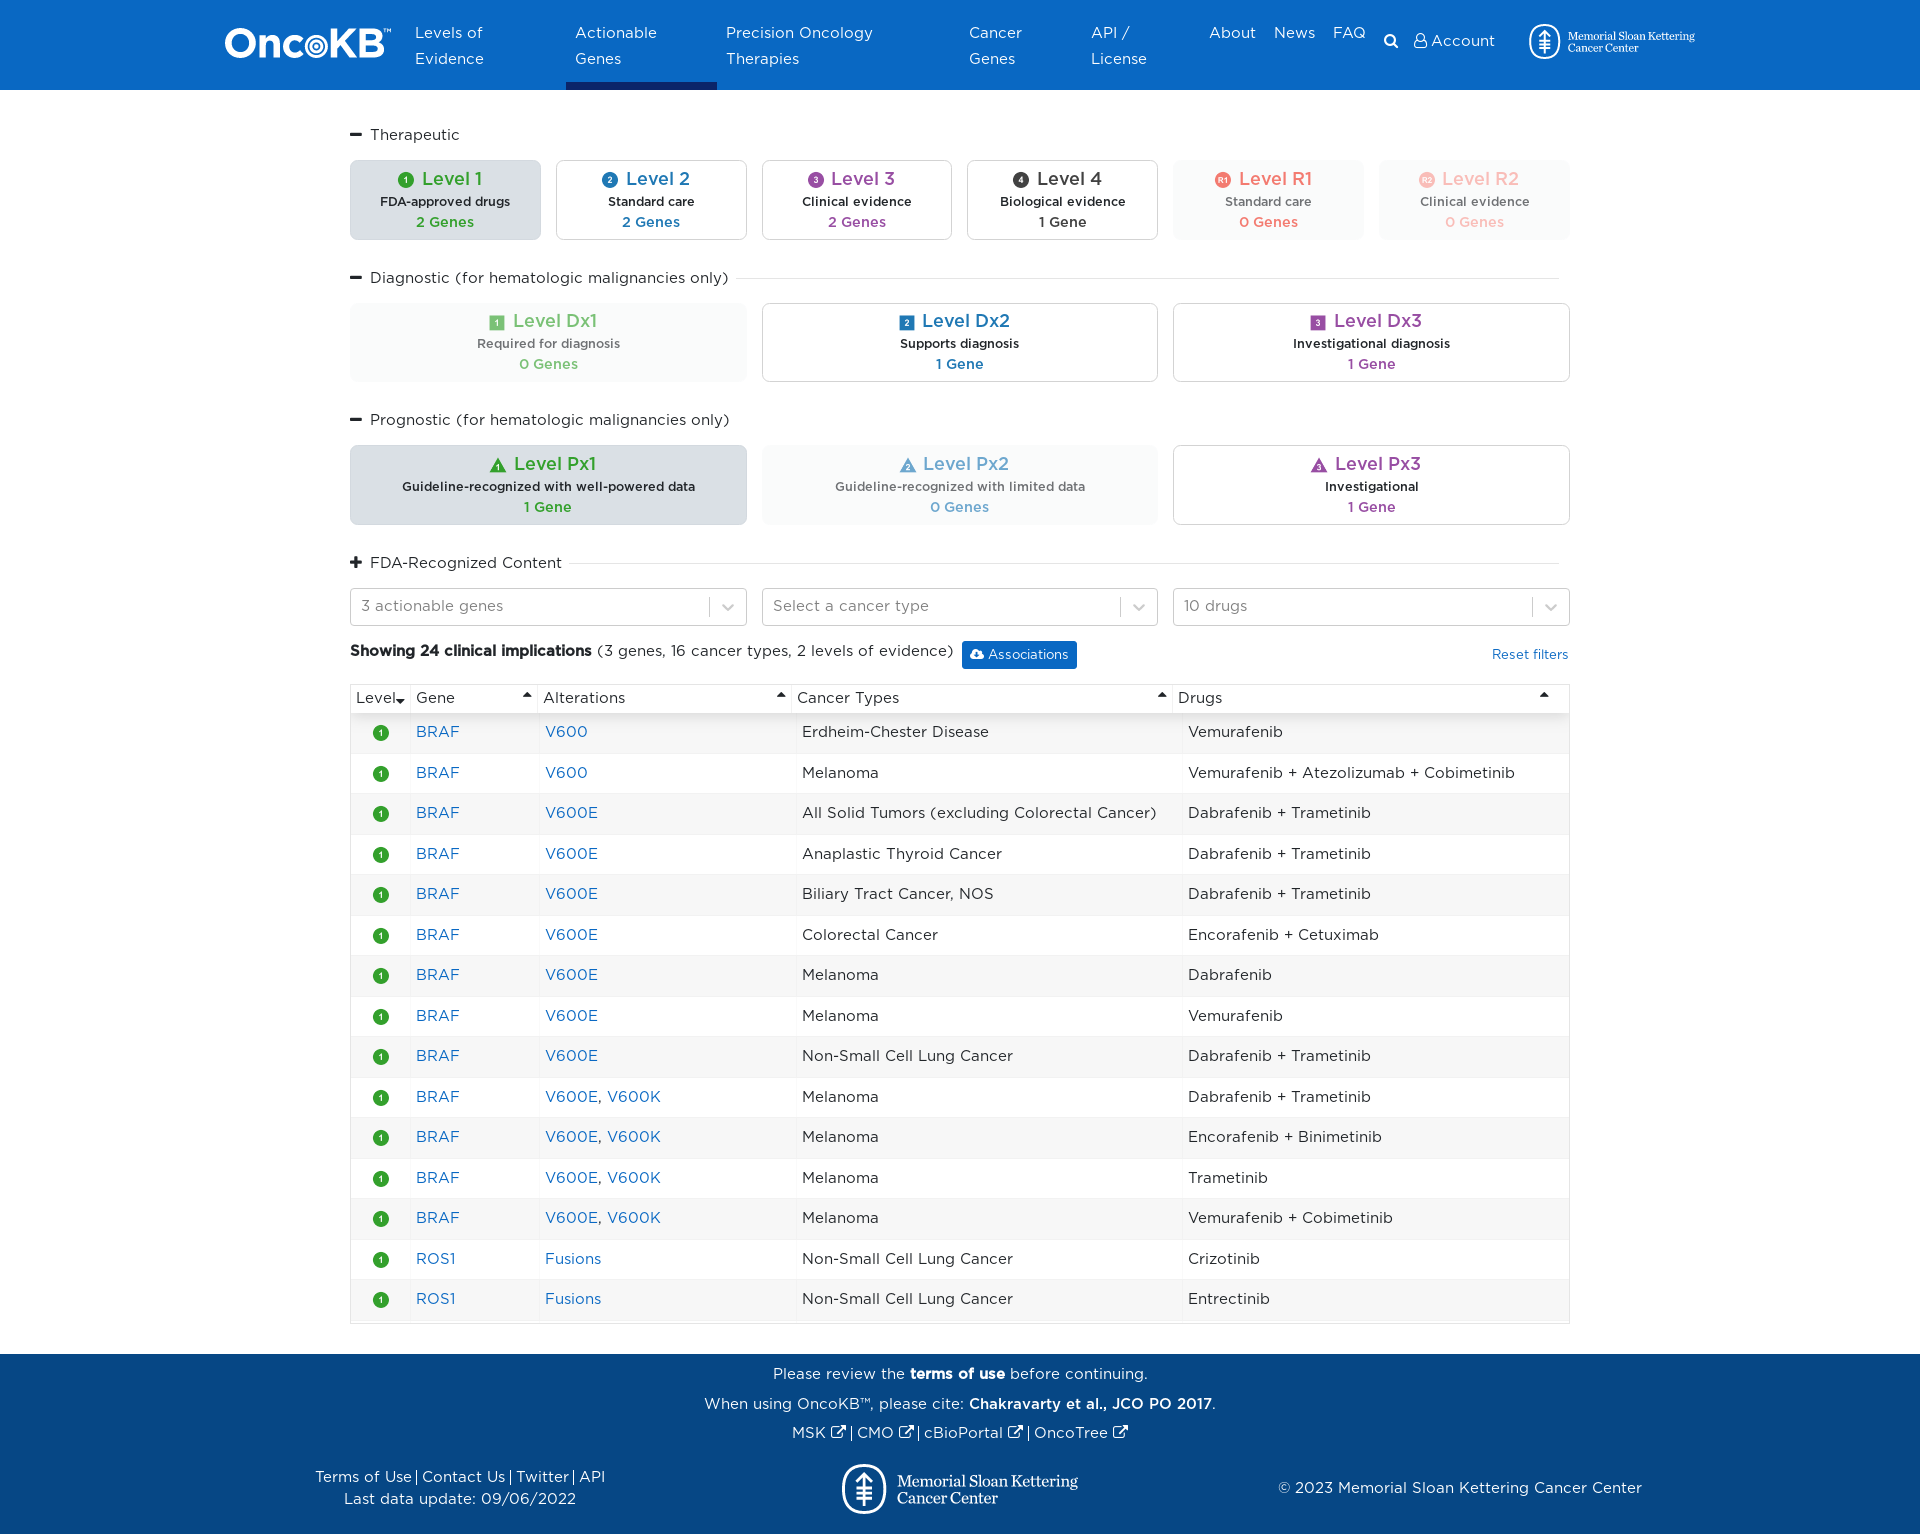 OncoKB™
Levels of Evidence
Actionable Genes
Precision Oncology Therapies
Cancer Genes
API / License
About
News
FAQ
Account
Memorial Sloan Kettering Cancer Center
Therapeutic
1 Level 1
FDA-approved drugs
2 Genes
2 Level 2
Standard care
2 Genes
3 Level 3
Clinical evidence
2 Genes
4 Level 4
Biological evidence
1 Gene
R1 Level R1
Standard care
0 Genes
R2 Level R2
Clinical evidence
0 Genes
Diagnostic (for hematologic malignancies only)
1 Level Dx1
Required for diagnosis
0 Genes
2 Level Dx2
Supports diagnosis
1 Gene
3 Level Dx3
Investigational diagnosis
1 Gene
Prognostic (for hematologic malignancies only)
1 Level Px1
Guideline-recognized with well-powered data
1 Gene
2 Level Px2
Guideline-recognized with limited data
0 Genes
3 Level Px3
Investigational
1 Gene
FDA-Recognized Content
3 actionable genes
Select a cancer type
10 drugs
Showing 24 clinical implications (3 genes, 16 cancer types, 2 levels of evidence) Associations
Reset filters
Level Gene Alterations Cancer Types Drugs
1 BRAF V600 Erdheim-Chester Disease Vemurafenib
1 BRAF V600 Melanoma Vemurafenib + Atezolizumab + Cobimetinib
1 BRAF V600E All Solid Tumors (excluding Colorectal Cancer) Dabrafenib + Trametinib
1 BRAF V600E Anaplastic Thyroid Cancer Dabrafenib + Trametinib
1 BRAF V600E Biliary Tract Cancer, NOS Dabrafenib + Trametinib
1 BRAF V600E Colorectal Cancer Encorafenib + Cetuximab
1 BRAF V600E Melanoma Dabrafenib
1 BRAF V600E Melanoma Vemurafenib
1 BRAF V600E Non-Small Cell Lung Cancer Dabrafenib + Trametinib
1 BRAF V600E, V600K Melanoma Dabrafenib + Trametinib
1 BRAF V600E, V600K Melanoma Encorafenib + Binimetinib
1 BRAF V600E, V600K Melanoma Trametinib
1 BRAF V600E, V600K Melanoma Vemurafenib + Cobimetinib
1 ROS1 Fusions Non-Small Cell Lung Cancer Crizotinib
1 ROS1 Fusions Non-Small Cell Lung Cancer Entrectinib
Please review the terms of use before continuing.
When using OncoKB™, please cite: Chakravarty et al., JCO PO 2017.
MSK | CMO | cBioPortal | OncoTree
Terms of Use | Contact Us | Twitter | API
Last data update: 09/06/2022
Memorial Sloan Kettering
Cancer Center
© 2023 Memorial Sloan Kettering Cancer Center